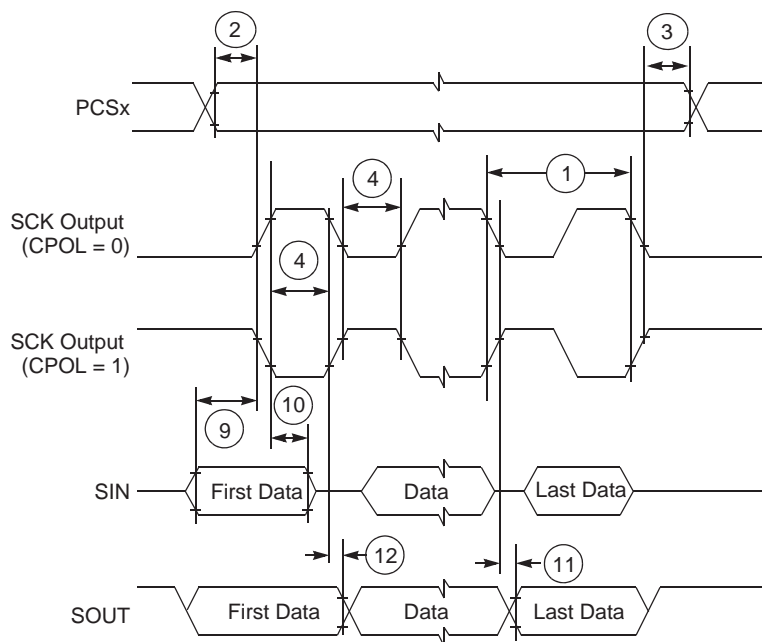 2
3
PCSx
4
1
SCK Output
(CPOL = 0)
4
SCK Output
(CPOL = 1)
9
10
SIN
First Data
Data
Last Data
12
11
SOUT
First Data
Data
Last Data